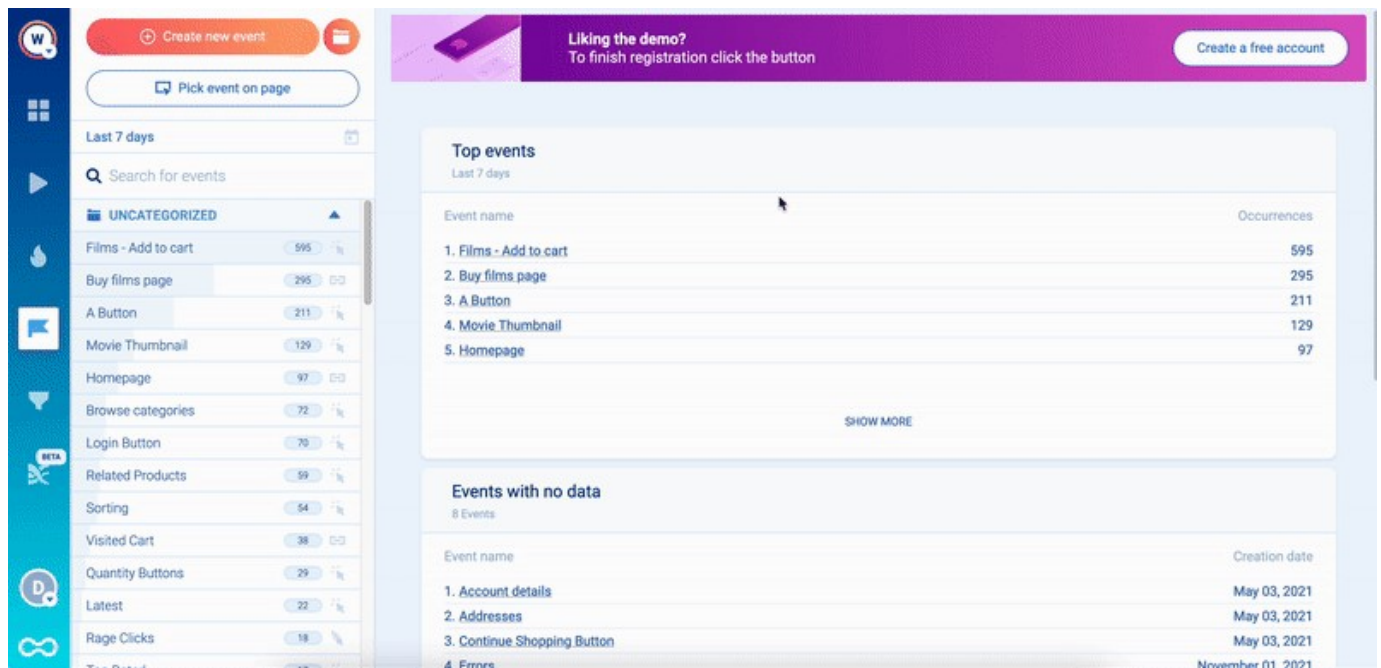 W
Create new event
Pick event on page
Last 7 days
Search for events
UNCATEGORIZED
Films - Add to cart 595
Buy films page 295
A Button 211
Movie Thumbnail 129
Homepage 97
Browse categories 72
Login Button 70
Related Products 59
Sorting 54
Visited Cart 38
Quantity Buttons 29
Latest 22
Rage Clicks 18
BETA
D
Liking the demo?
To finish registration click the button
Create a free account
Top events
Last 7 days
Event name Occurrences
1. Films - Add to cart 595
2. Buy films page 295
3. A Button 211
4. Movie Thumbnail 129
5. Homepage 97
SHOW MORE
Events with no data
8 Events
Event name Creation date
1. Account details May 03, 2021
2. Addresses May 03, 2021
3. Continue Shopping Button May 03, 2021
4. Errors November 01, 2021